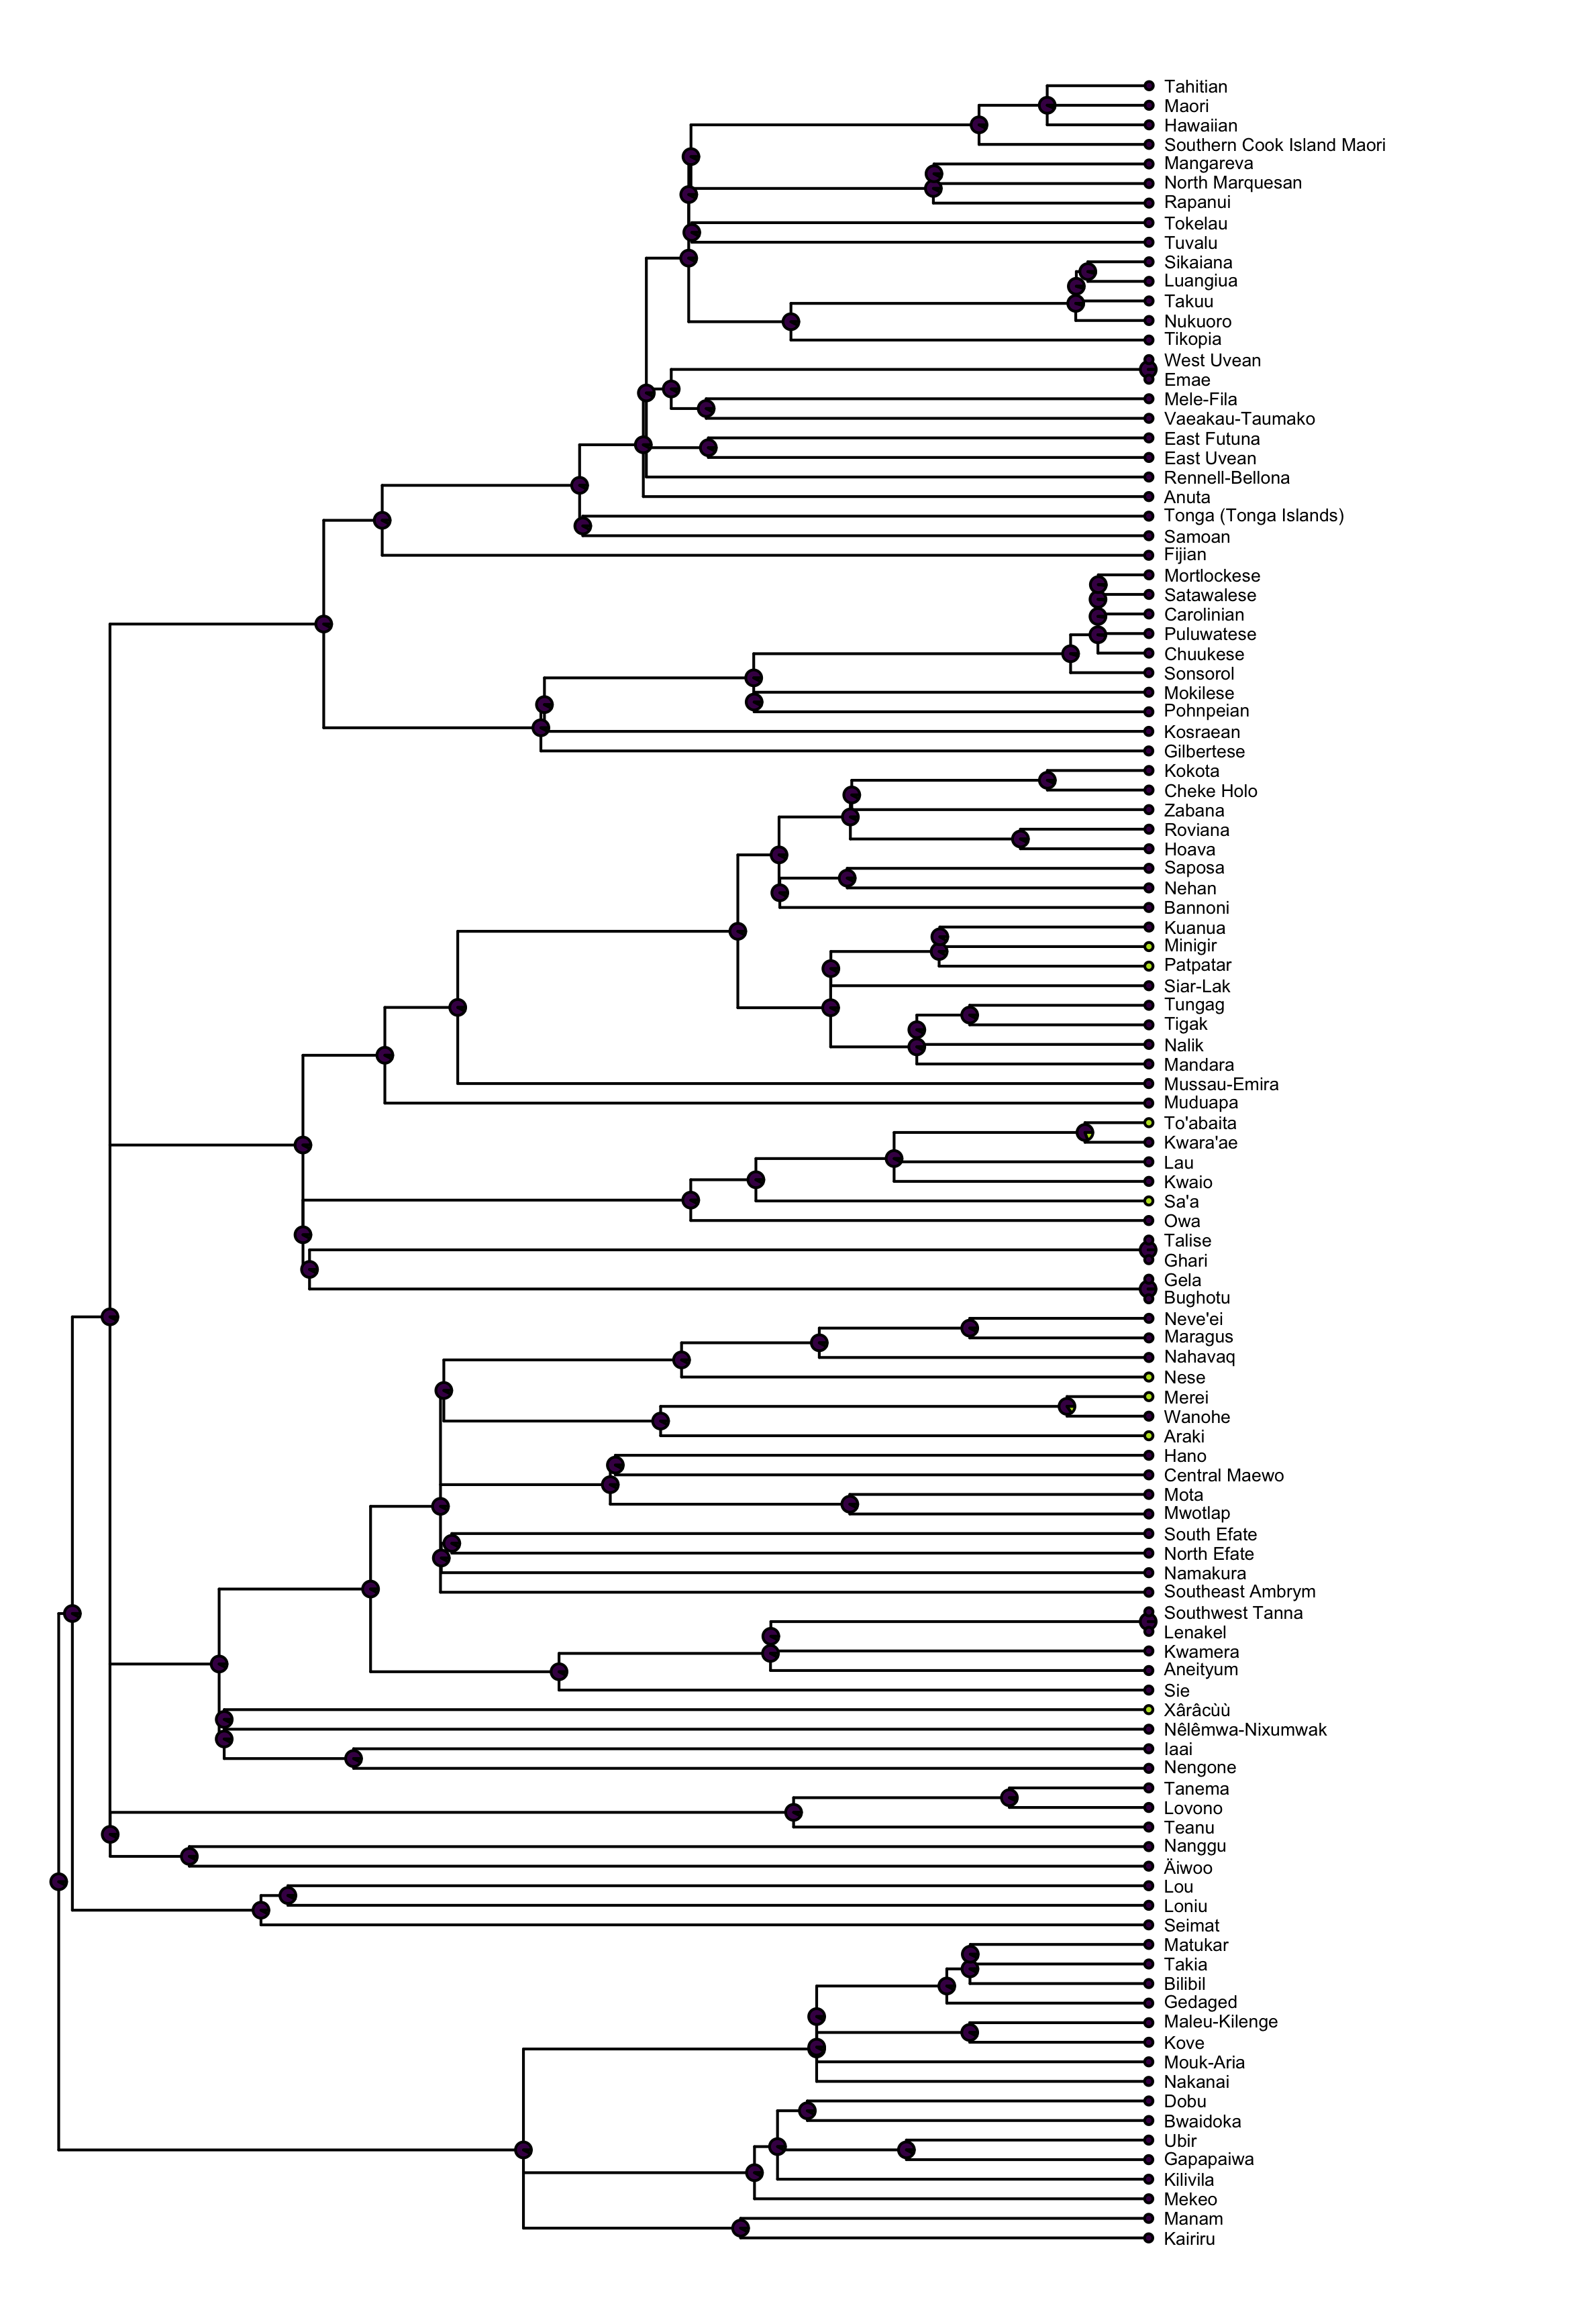 Tahitian
Maori
Hawaiian
Southern Cook Island Maori
Mangareva
North Marquesan
Rapanui
Tokelau
Tuvalu
Sikaiana
Luangiua
Takuu
Nukuoro
Tikopia
West Uvean
Emae
Mele-Fila
Vaeakau-Taumako
East Futuna
East Uvean
Rennell-Bellona
Anuta
Tonga (Tonga Islands)
Samoan
Fijian
Mortlockese
Satawalese
Carolinian
Puluwatese
Chuukese
Sonsorol
Mokilese
Pohnpeian
Kosraean
Gilbertese
Kokota
Cheke Holo
Zabana
Roviana
Hoava
Saposa
Nehan
Bannoni
Kuanua
Minigir
Patpatar
Siar-Lak
Tungag
Tigak
Nalik
Mandara
Mussau-Emira
Muduapa
To'abaita
Kwara'ae
Lau
Kwaio
Sa'a
Owa
Talise
Ghari
Gela
Bughotu
Neve'ei
Maragus
Nahavaq
Nese
Merei
Wanohe
Araki
Hano
Central Maewo
Mota
Mwotlap
South Efate
North Efate
Namakura
Southeast Ambrym
Southwest Tanna
Lenakel
Kwamera
Aneityum
Sie
Xârâcùù
Nêlêmwa-Nixumwak
Iaai
Nengone
Tanema
Lovono
Teanu
Nanggu
Äiwoo
Lou
Loniu
Seimat
Matukar
Takia
Bilibil
Gedaged
Maleu-Kilenge
Kove
Mouk-Aria
Nakanai
Dobu
Bwaidoka
Ubir
Gapapaiwa
Kilivila
Mekeo
Manam
Kairiru